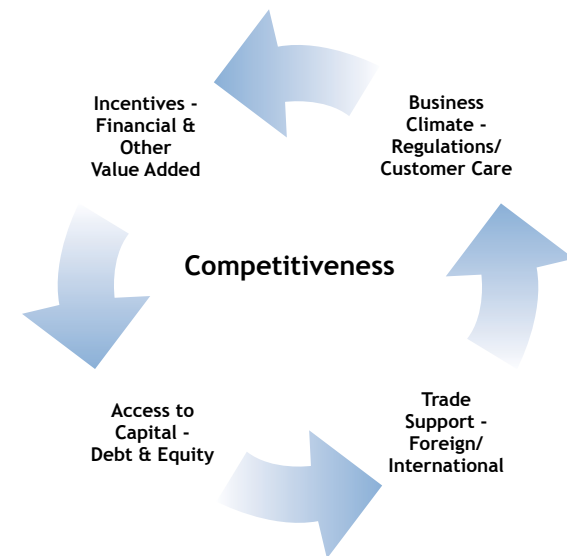 Incentives -
Financial &
Other
Value Added
Business
Climate -
Regulations/
Customer Care
Competitiveness
Access to
Capital -
Debt & Equity
Trade
Support -
Foreign/
International